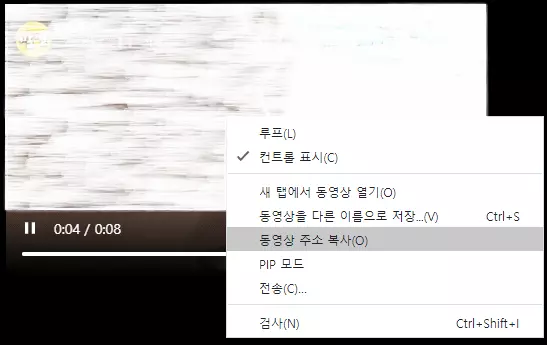 루프(L)
컨트롤 표시(C)
새 탭에서 동영상 열기(O)
동영상을 다른 이름으로 저장...(V) Ctrl+S
동영상 주소 복사(O)
0:04 / 0:08
PIP 모드
전송(C)...
검사(N) Ctrl+Shift+I